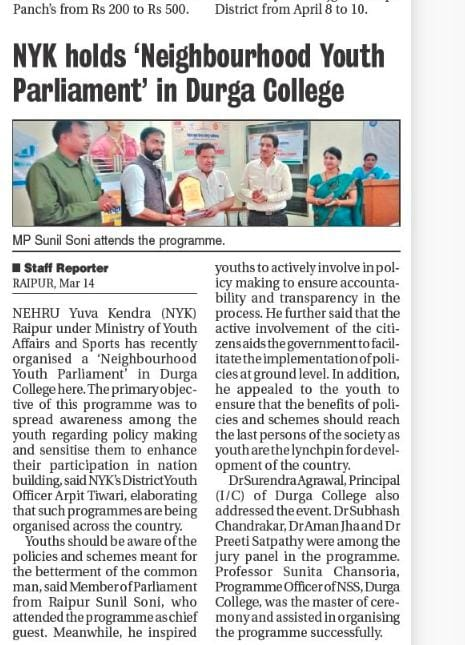 Panch's from Rs 200 to Rs 500.
District from April 8 to 10.
NYK holds ‘Neighbourhood Youth
Parliament’ in Durga College
MP Sunil Soni attends the programme.
■ Staff Reporter
RAIPUR, Mar 14
NEHRU Yuva Kendra (NYK)
Raipur under Ministry of Youth
Affairs and Sports has recently
organised a ‘Neighbourhood
Youth Parliament’ in Durga
College here. The primary objec-
tive of this programme was to
spread awareness among the
youth regarding policy making
and sensitise them to enhance
their participation in nation
building, said NYK's District Youth
Officer Arpit Tiwari, elaborating
that such programmes are being
organised across the country.
Youths should be aware of the
policies and schemes meant for
the betterment of the common
man, said Member of Parliament
from Raipur Sunil Soni, who
attended the programme as chief
guest. Meanwhile, he inspired
youths to actively involve in pol-
icy making to ensure accounta-
bility and transparency in the
process. He further said that the
active involvement of the citi-
zens aids the government to facil-
itate the implementation of poli-
cies at ground level. In addition,
he appealed to the youth to
ensure that the benefits of poli-
cies and schemes should reach
the last persons of the society as
youth are the lynchpin for devel-
opment of the country.
Dr Surendra Agrawal, Principal
(I/C) of Durga College also
addressed the event. Dr Subhash
Chandrakar, Dr Aman Jha and Dr
Preeti Satpathy were among the
jury panel in the programme.
Professor Sunita Chansoria,
Programme Officer of NSS, Durga
College, was the master of cere-
mony and assisted in organising
the programme successfully.